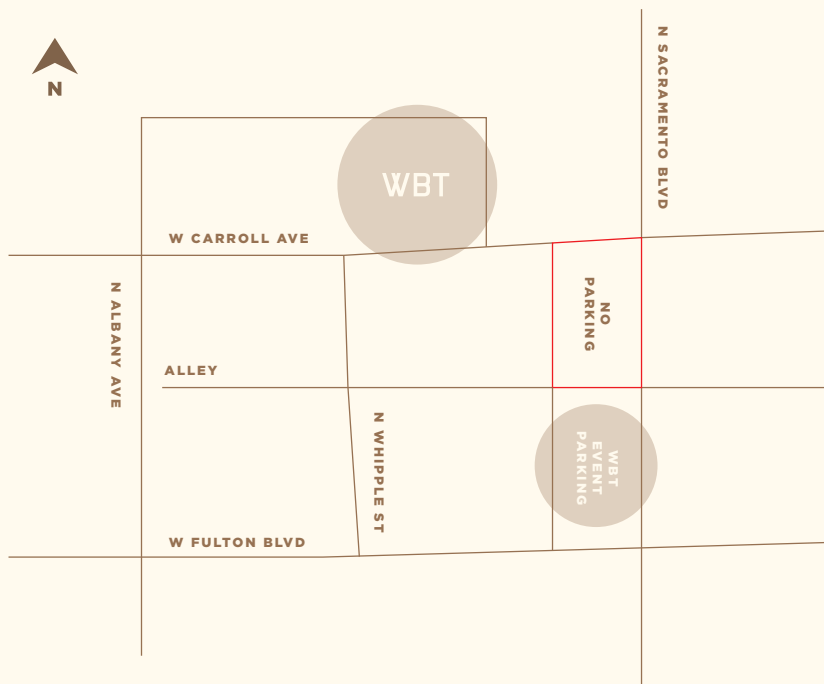 N
N SACRAMENTO BLVD
WBT
W CARROLL AVE
N ALBANY AVE
NO
PARKING
ALLEY
N WHIPPLE ST
WBT
EVENT
PARKING
W FULTON BLVD